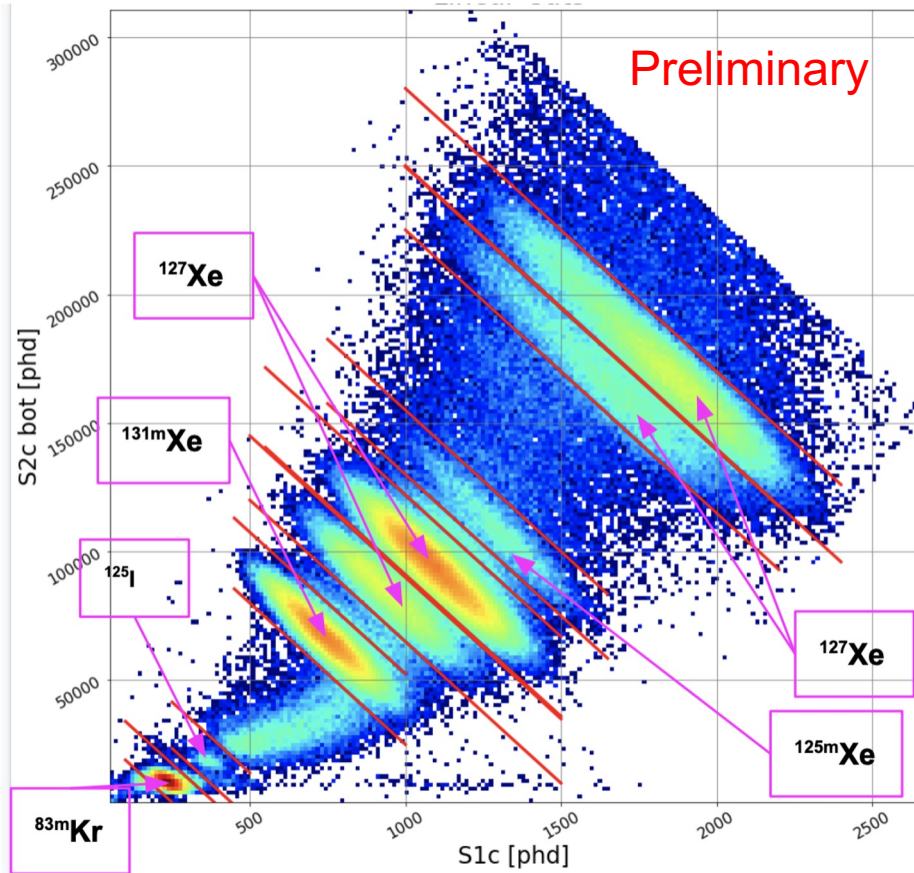 Preliminary
300000
250000
200000
150000
100000
50000
S2c bot [phd]
¹²⁷Xe
¹³¹ᵐXe
¹²⁵I
⁸³ᵐKr
¹²⁷Xe
¹²⁵ᵐXe
500
1000
1500
2000
2500
S1c [phd]